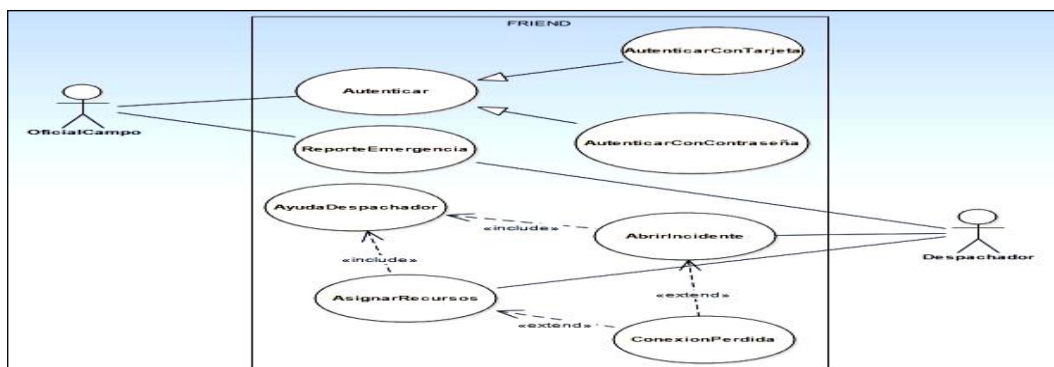 FRIEND
AutenticarConTarjeta
Autenticar
OficialCampo
ReporteEmergencia
AutenticarConContraseña
AyudaDespachador
«include»
AbrirIncidente
Despachador
«include»
AsignarRecursos
«extend»
«extend»
ConexionPerdida